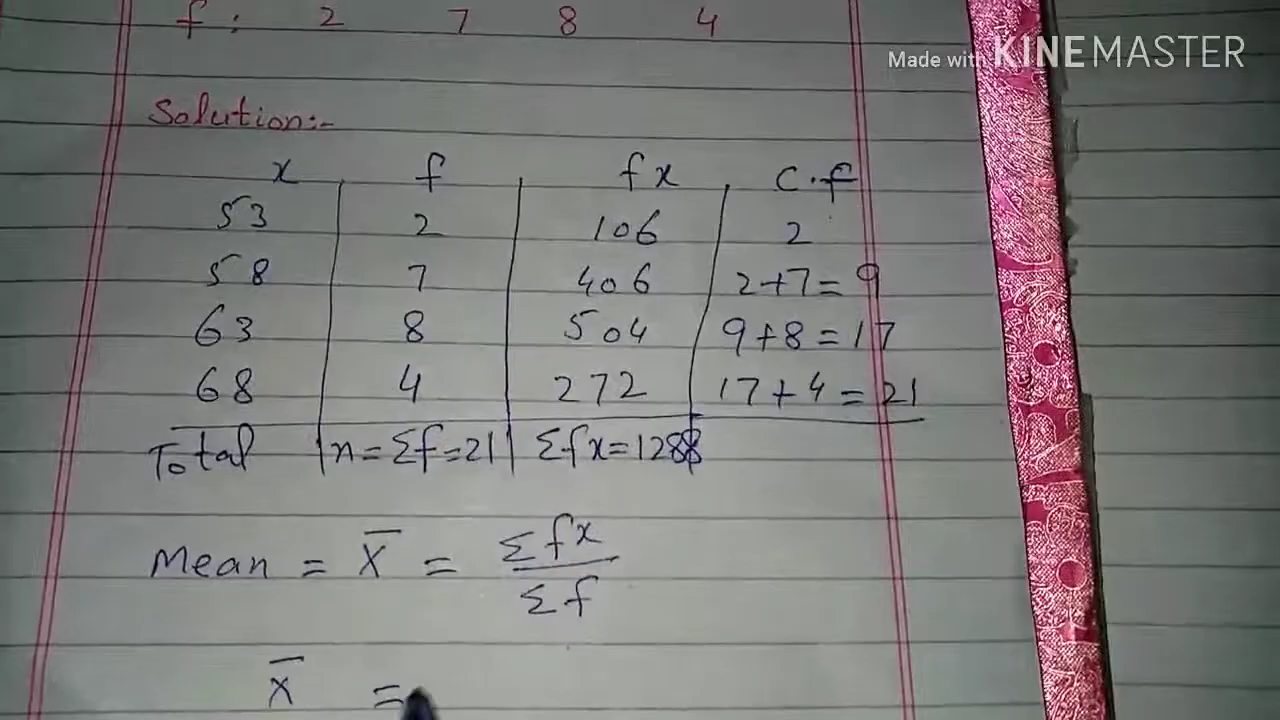 f : 2 7 8 4
Made with KINEMASTER
Solution:-
x f fx C.f
53 2 106 2
58 7 406 2+7=9
63 8 504 9+8=17
68 4 272 17+4=21
Total n=Σf=21 Σfx=1288
Mean = x̄ = Σfx/Σf
x̄ =